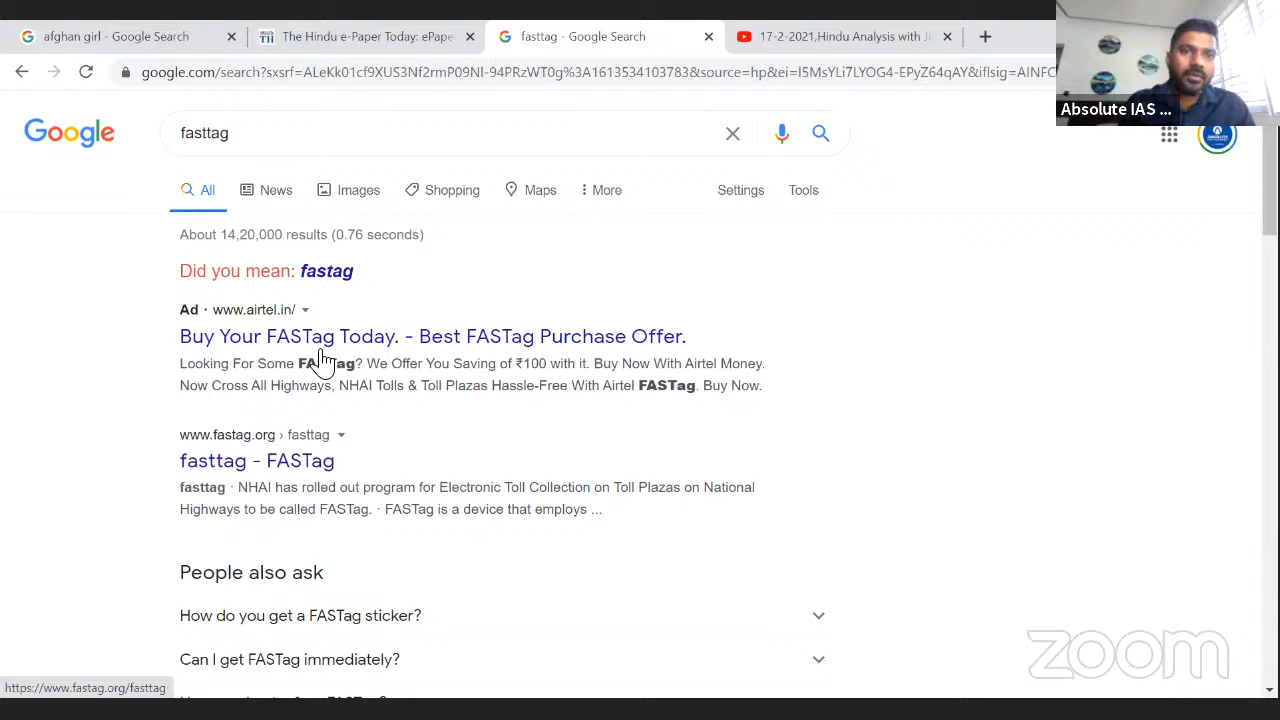 afghan girl - Google Search
The Hindu e-Paper Today: ePape
fasttag - Google Search
17-2-2021,Hindu Analysis with J
google.com/search?sxsrf=ALeKk01cf9XUS3Nf2rmP09NI-94PRzWT0g%3A1613534103783&source=hp&ei=l5MsYLi7LYOG4-EPyZ64qAY&iflsig=AINFC
Absolute IAS ...
Google
fasttag
All
News
Images
Shopping
Maps
More
Settings
Tools
About 14,20,000 results (0.76 seconds)
Did you mean: fastag
Ad · www.airtel.in/
Buy Your FASTag Today. - Best FASTag Purchase Offer.
Looking For Some FASTag? We Offer You Saving of ₹100 with it. Buy Now With Airtel Money.
Now Cross All Highways, NHAI Tolls & Toll Plazas Hassle-Free With Airtel FASTag. Buy Now.
www.fastag.org › fasttag
fasttag - FASTag
fasttag · NHAI has rolled out program for Electronic Toll Collection on Toll Plazas on National
Highways to be called FASTag. · FASTag is a device that employs ...
People also ask
How do you get a FASTag sticker?
Can I get FASTag immediately?
https://www.fastag.org/fasttag
zoom